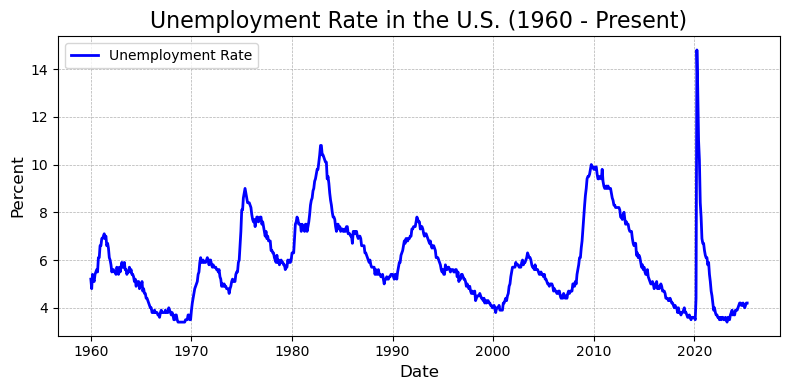 Unemployment Rate in the U.S. (1960 - Present)
Unemployment Rate
14
12
10
8
6
4
Percent
1960 1970 1980 1990 2000 2010 2020
Date